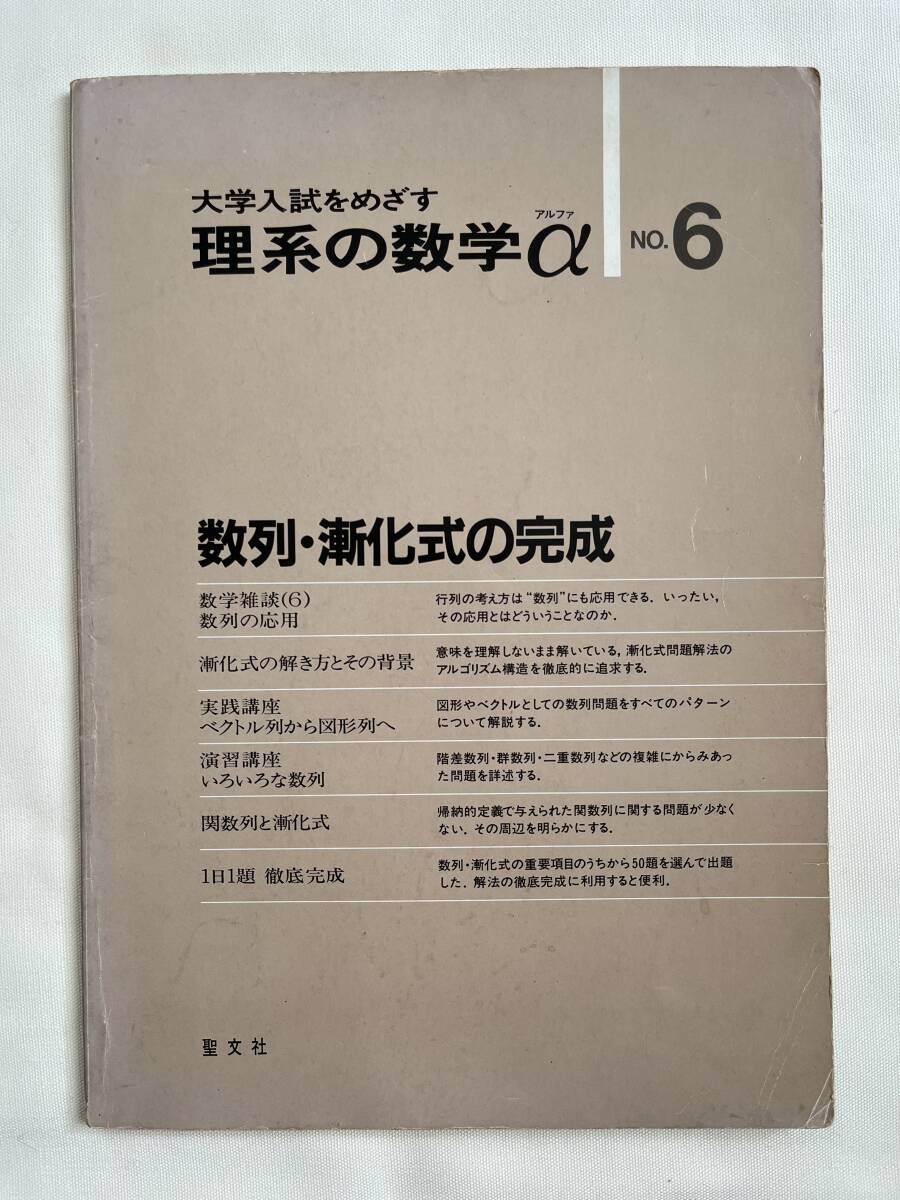 大学入試をめざす
アルファ
理系の数学α NO.6
数列・漸化式の完成
数学雑談(6)
数列の応用
行列の考え方は“数列”にも応用できる．いったい，
その応用とはどういうことなのか．
漸化式の解き方とその背景
意味を理解しないまま解いている，漸化式問題解法の
アルゴリズム構造を徹底的に追求する．
実践講座
ベクトル列から図形列へ
図形やベクトルとしての数列問題をすべてのパターン
について解説する．
演習講座
いろいろな数列
階差数列・群数列・二重数列などの複雑にからみあっ
た問題を詳述する．
関数列と漸化式
帰納的定義で与えられた関数列に関する問題が少なく
ない．その周辺を明らかにする．
1日1題 徹底完成
数列・漸化式の重要項目のうちから50題を選んで出題
した．解法の徹底完成に利用すると便利．
聖文社